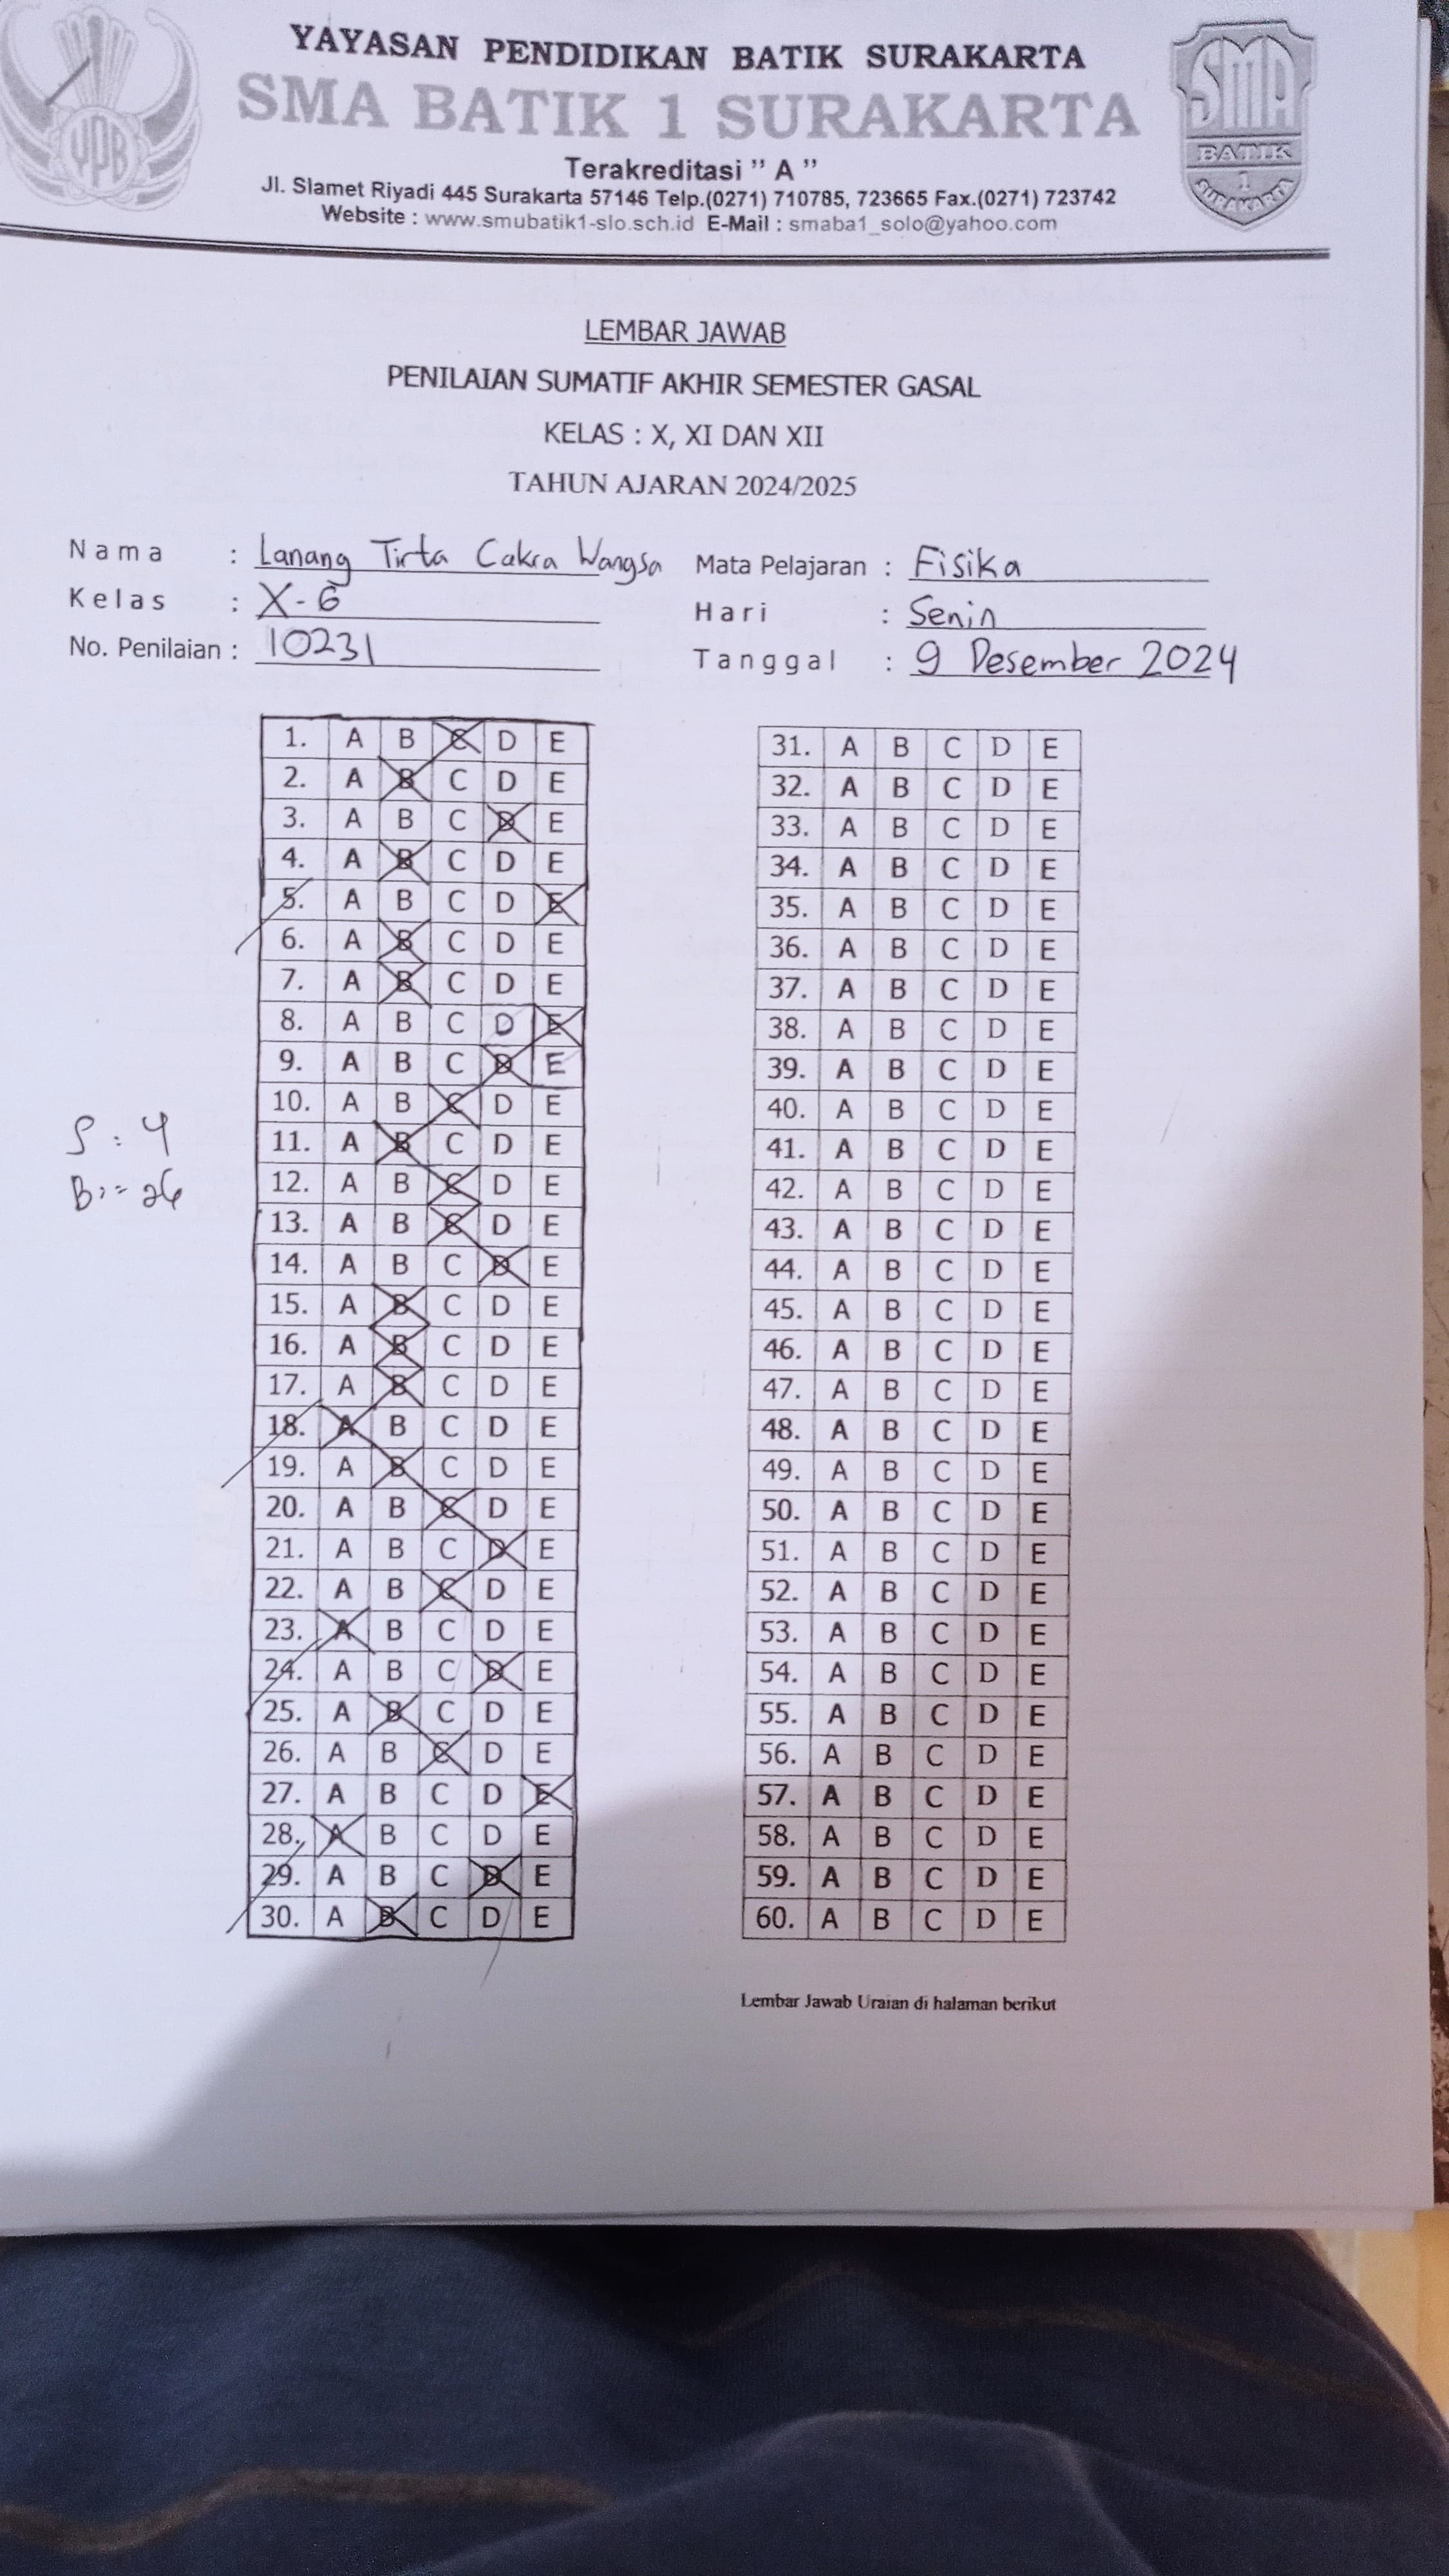 YPB
YAYASAN PENDIDIKAN BATIK SURAKARTA
SMA BATIK 1 SURAKARTA
Terakreditasi " A "
Jl. Slamet Riyadi 445 Surakarta 57146 Telp.(0271) 710785, 723665 Fax.(0271) 723742
Website : www.smubatik1-slo.sch.id E-Mail : smaba1_solo@yahoo.com
SMA
BATIK
1
SURAKARTA
LEMBAR JAWAB
PENILAIAN SUMATIF AKHIR SEMESTER GASAL
KELAS : X, XI DAN XII
TAHUN AJARAN 2024/2025
Nama : Lanang Tirta Cakra Wangsa
Kelas : X-6
No. Penilaian : 10231
Mata Pelajaran : Fisika
Hari : Senin
Tanggal : 9 Desember 2024
S : 4
B : = 26
1. A B C D E
2. A B C D E
3. A B C D E
4. A B C D E
5. A B C D E
6. A B C D E
7. A B C D E
8. A B C D E
9. A B C D E
10. A B C D E
11. A B C D E
12. A B C D E
13. A B C D E
14. A B C D E
15. A B C D E
16. A B C D E
17. A B C D E
18. A B C D E
19. A B C D E
20. A B C D E
21. A B C D E
22. A B C D E
23. A B C D E
24. A B C D E
25. A B C D E
26. A B C D E
27. A B C D E
28. A B C D E
29. A B C D E
30. A B C D E
31. A B C D E
32. A B C D E
33. A B C D E
34. A B C D E
35. A B C D E
36. A B C D E
37. A B C D E
38. A B C D E
39. A B C D E
40. A B C D E
41. A B C D E
42. A B C D E
43. A B C D E
44. A B C D E
45. A B C D E
46. A B C D E
47. A B C D E
48. A B C D E
49. A B C D E
50. A B C D E
51. A B C D E
52. A B C D E
53. A B C D E
54. A B C D E
55. A B C D E
56. A B C D E
57. A B C D E
58. A B C D E
59. A B C D E
60. A B C D E
Lembar Jawab Uraian di halaman berikut